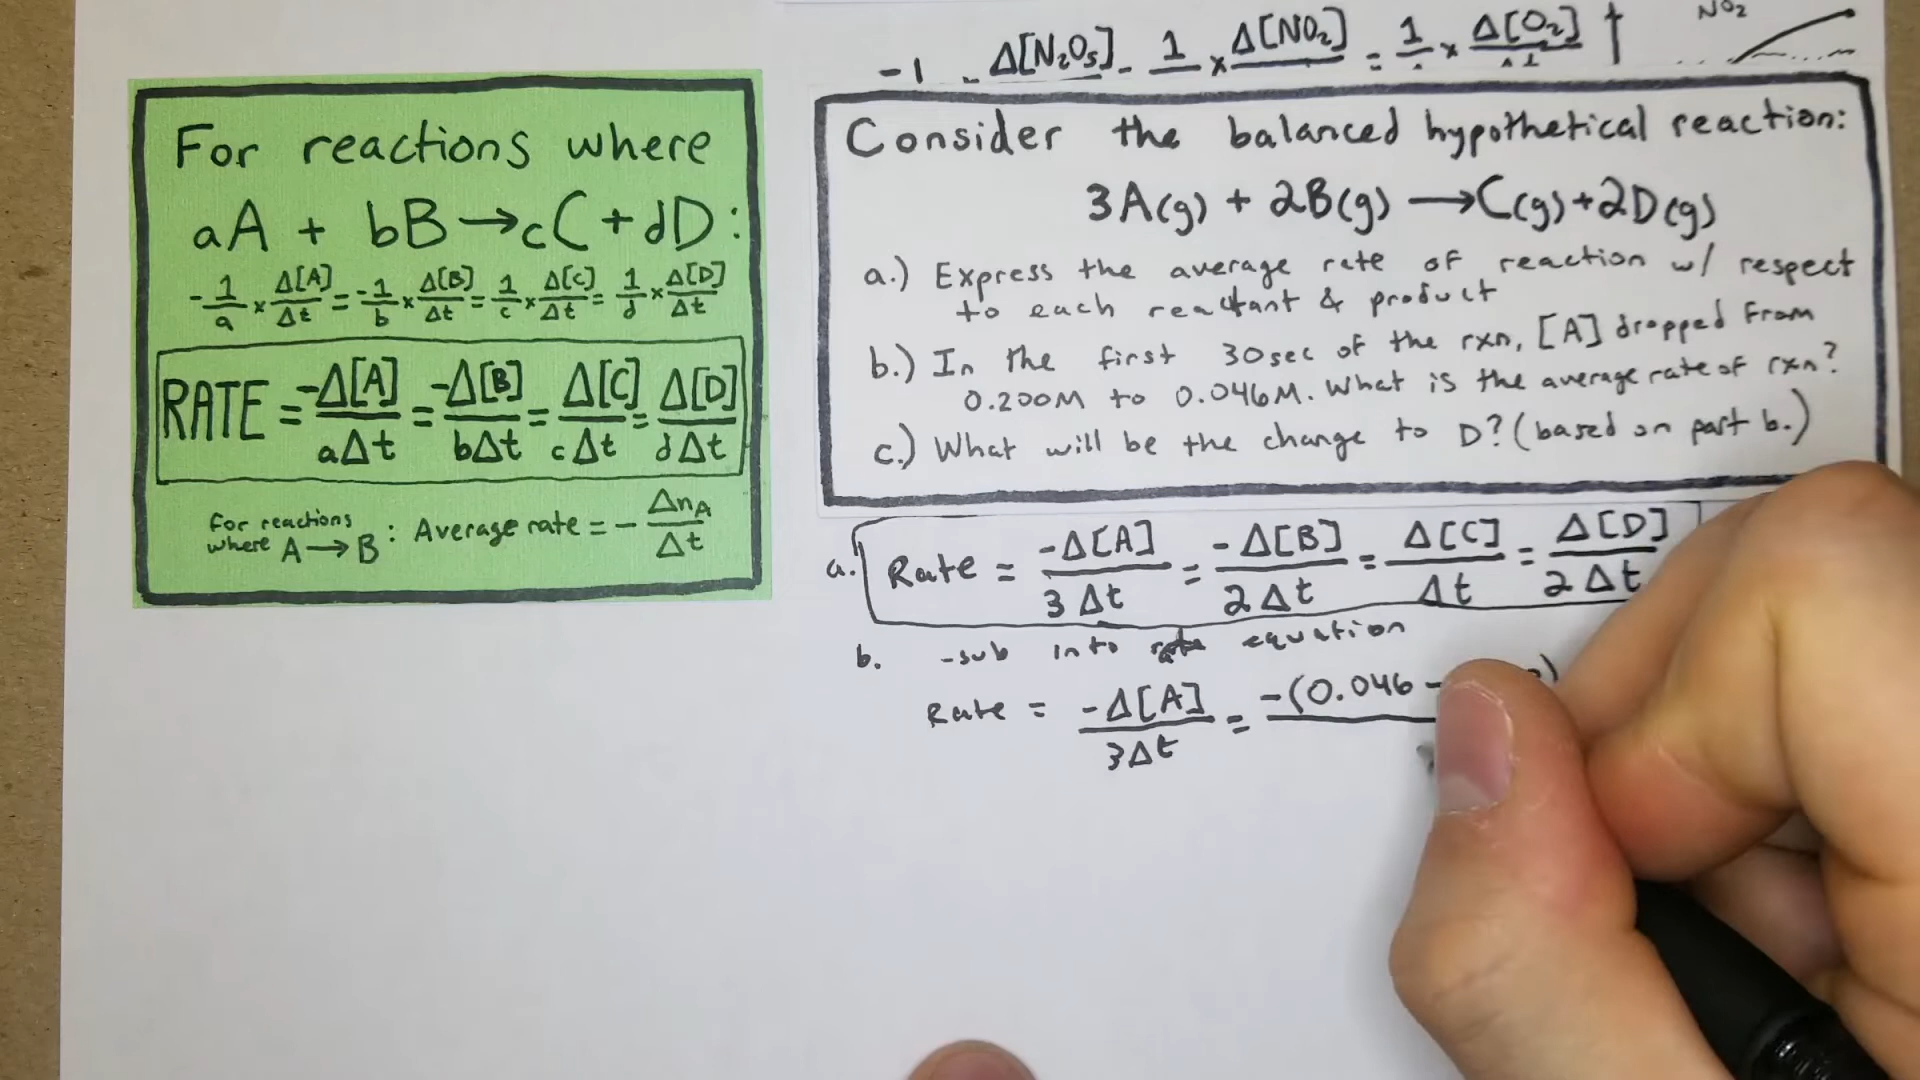 For reactions where
aA + bB → cC + dD :
-1/a × Δ[A]/Δt = -1/b × Δ[B]/Δt = 1/c × Δ[C]/Δt = 1/d × Δ[D]/Δt
RATE = -Δ[A]/aΔt = -Δ[B]/bΔt = Δ[C]/cΔt = Δ[D]/dΔt
For reactions where A → B : Average rate = - ΔnA/Δt
-1 Δ[N₂O₅] 1 × Δ[NO₂] = 1 × Δ[O₂]
NO₂
Consider the balanced hypothetical reaction:
3A(g) + 2B(g) → C(g) + 2D(g)
a.) Express the average rate of reaction w/ respect
to each reactant & product
b.) In the first 30sec of the rxn, [A] dropped from
0.200M to 0.046M. What is the average rate of rxn?
c.) What will be the change to D? (based on part b.)
a. Rate = -Δ[A]/3Δt = -Δ[B]/2Δt = Δ[C]/Δt = Δ[D]/2Δt
b. -sub into rate equation
Rate = -Δ[A]/3Δt = -(0.046 - )